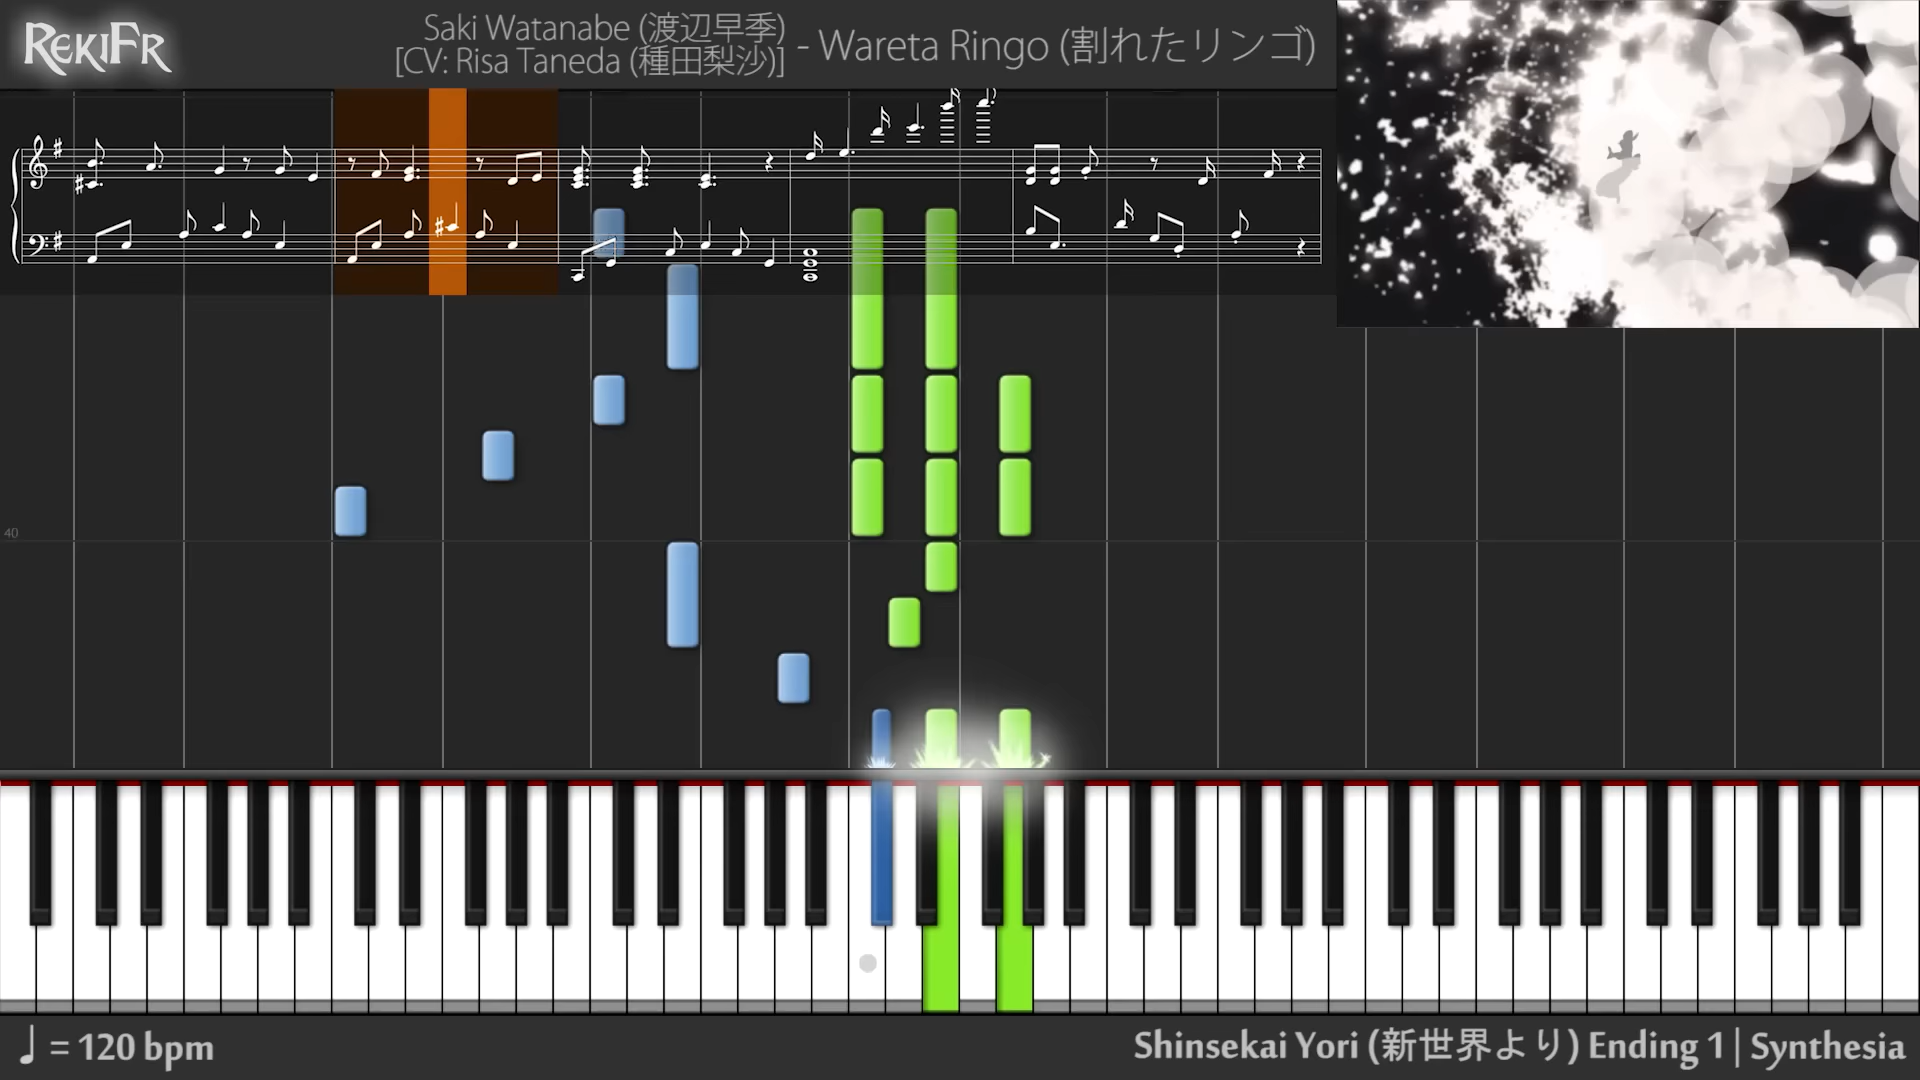 RekiFr
Saki Watanabe (渡辺早季)
[CV: Risa Taneda (種田梨沙)]
- Wareta Ringo (割れたリンゴ)
40
♩ = 120 bpm
Shinsekai Yori (新世界より) Ending 1 | Synthesia